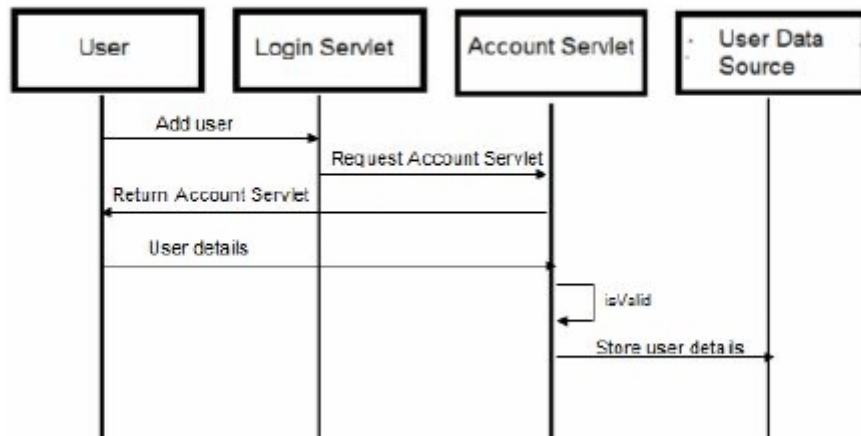 User
Login Servlet
Account Servlet
User Data
Source
Add user
Request Account Servlet
Return Account Servlet
User details
isValid
Store user details